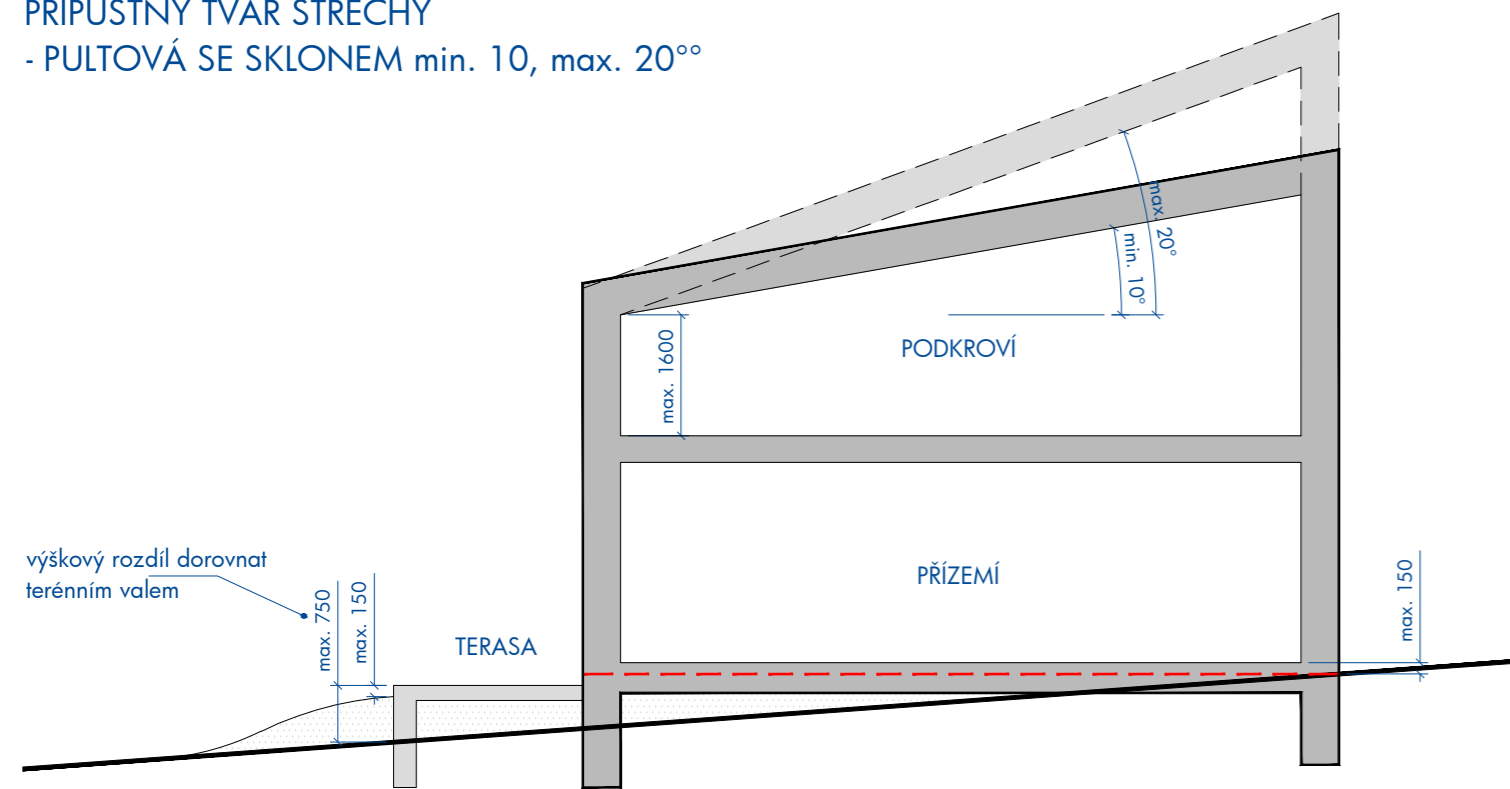 PŘÍPUSTNÝ TVAR STŘECHY
- PULTOVÁ SE SKLONEM min. 10, max. 20°°
max. 20°
min. 10°
max. 1600
PODKROVÍ
výškový rozdíl dorovnat
terénním valem
max. 750
max. 150
TERASA
PŘÍZEMÍ
max. 150